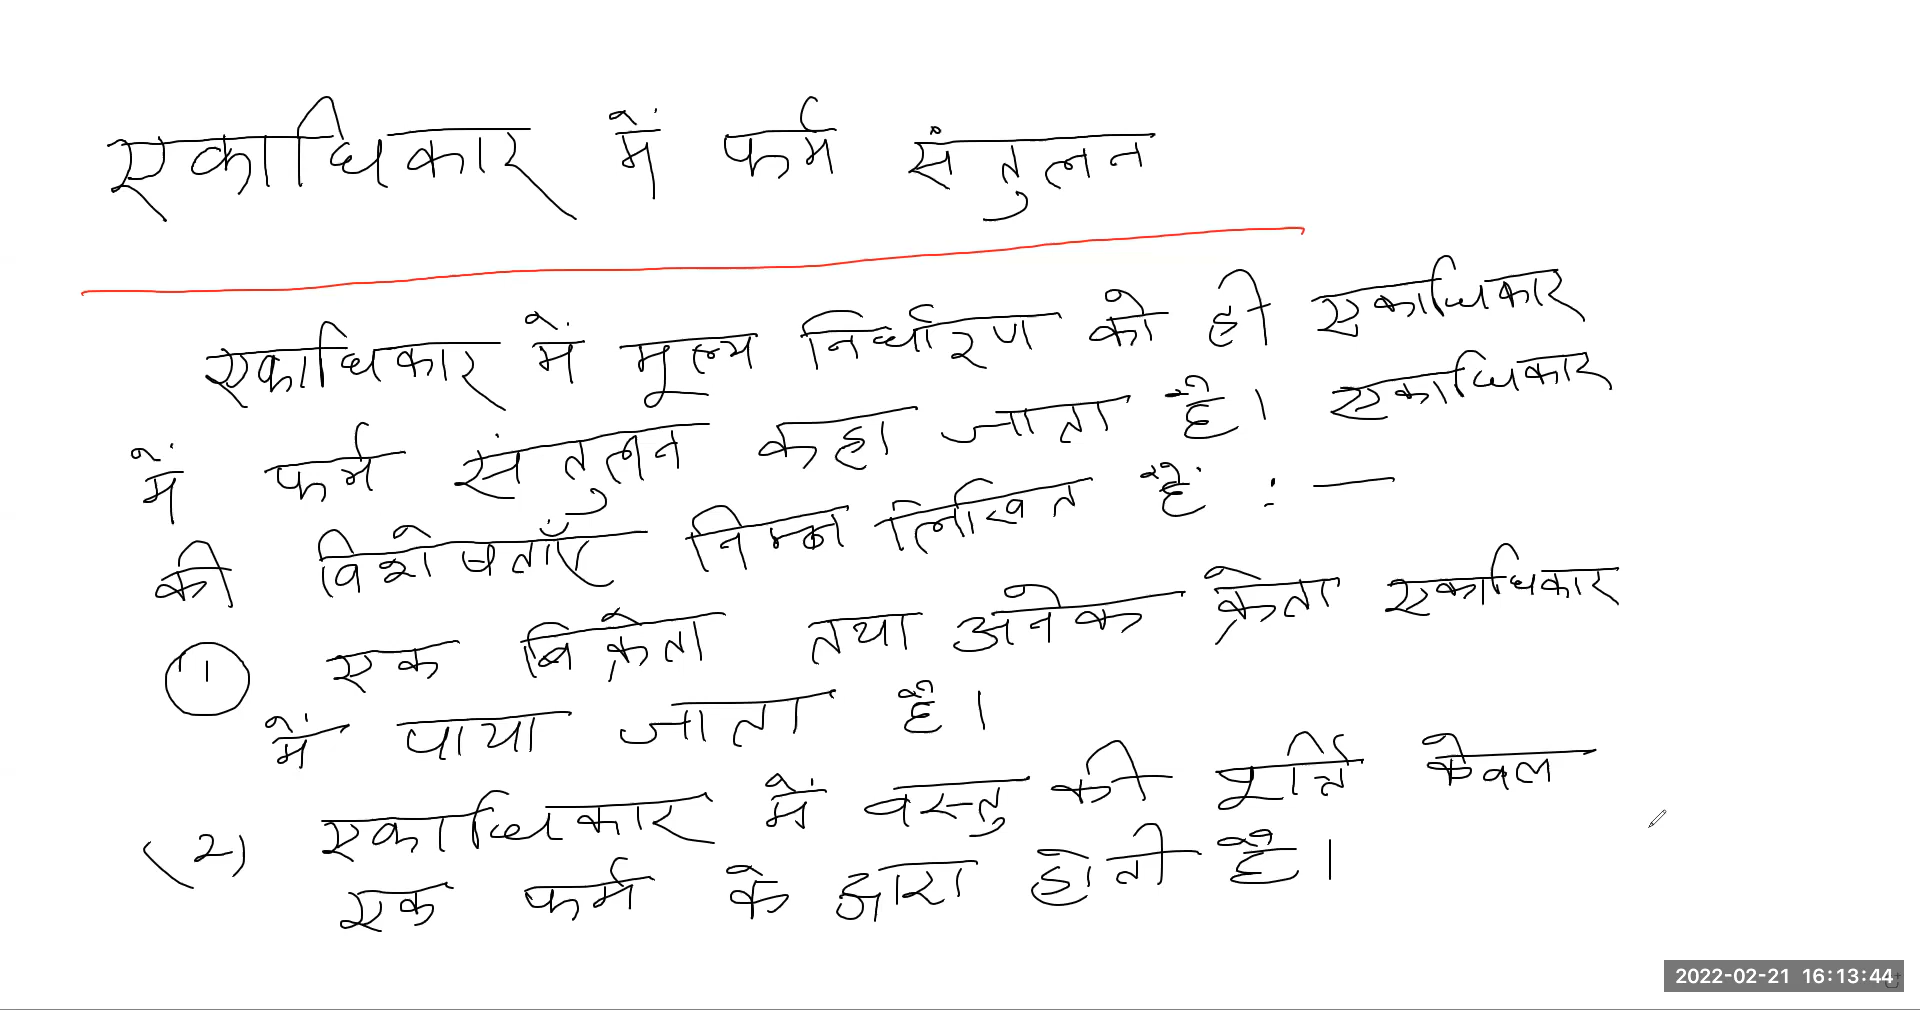 एकाधिकार में फर्म संतुलन
एकाधिकार में मूल्य निर्धारण को ही एकाधिकार
में फर्म संतुलन कहा जाता है। एकाधिकार
की विशेषताएँ निम्न लिखित हैं :—
1 एक विक्रेता तथा अनेक क्रेता एकाधिकार
में पाया जाता है।
(2) एकाधिकार में वस्तु की पूर्ति केवल
एक फर्म के द्वारा होती है।
2022-02-21 16:13:44